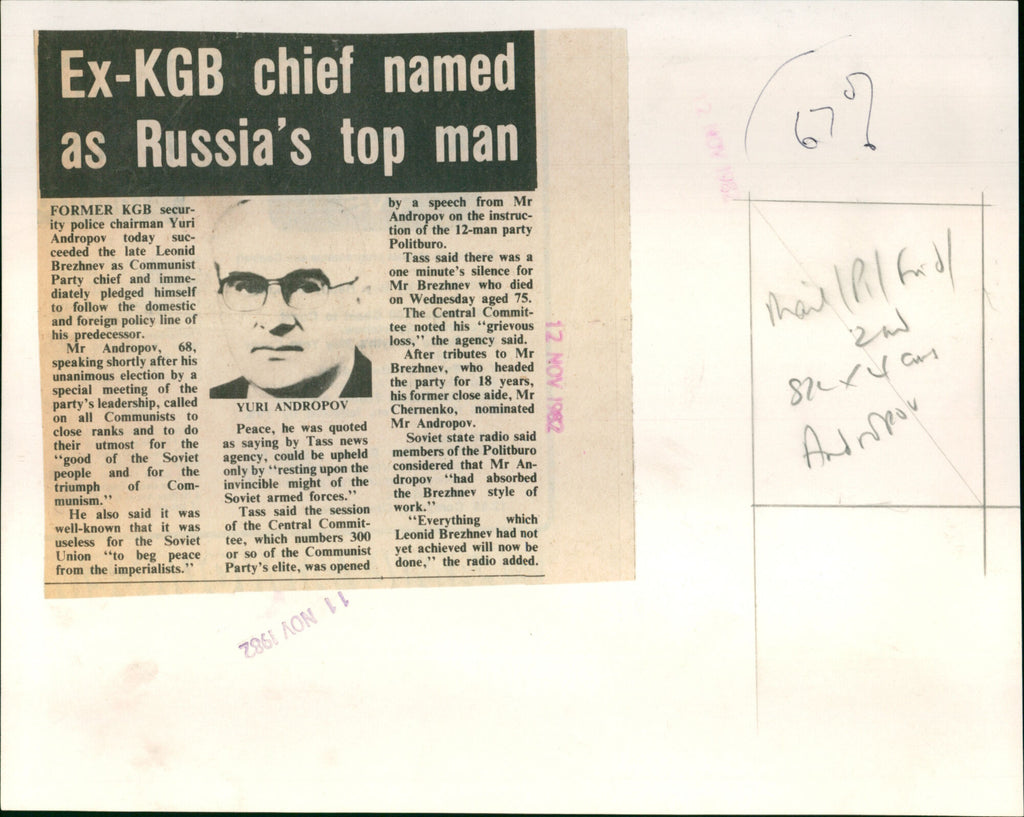 Ex-KGB chief named
as Russia's top man
FORMER KGB secur-
ity police chairman Yuri
Andropov today suc-
ceeded the late Leonid
Brezhnev as Communist
Party chief and imme-
diately pledged himself
to follow the domestic
and foreign policy line of
his predecessor.
Mr Andropov, 68,
speaking shortly after his
unanimous election by a
special meeting of the
party's leadership, called
on all Communists to
close ranks and to do
their utmost for the
"good of the Soviet
people and for the
triumph of Com-
munism."
He also said it was
well-known that it was
useless for the Soviet
Union "to beg peace
from the imperialists."
YURI ANDROPOV
Peace, he was quoted
as saying by Tass news
agency, could be upheld
only by "resting upon the
invincible might of the
Soviet armed forces."
Tass said the session
of the Central Commit-
tee, which numbers 300
or so of the Communist
Party's elite, was opened
by a speech from Mr
Andropov on the instruc-
tion of the 12-man party
Politburo.
Tass said there was a
one minute's silence for
Mr Brezhnev who died
on Wednesday aged 75.
The Central Commit-
tee noted his "grievous
loss," the agency said.
After tributes to Mr
Brezhnev, who headed
the party for 18 years,
his former close aide, Mr
Chernenko, nominated
Mr Andropov.
Soviet state radio said
members of the Politburo
considered that Mr An-
dropov "had absorbed
the Brezhnev style of
work."
"Everything which
Leonid Brezhnev had not
yet achieved will now be
done," the radio added.
12 NOV 1982
11 NOV 1982
12 NOV 1982
67
2nd
Andropov